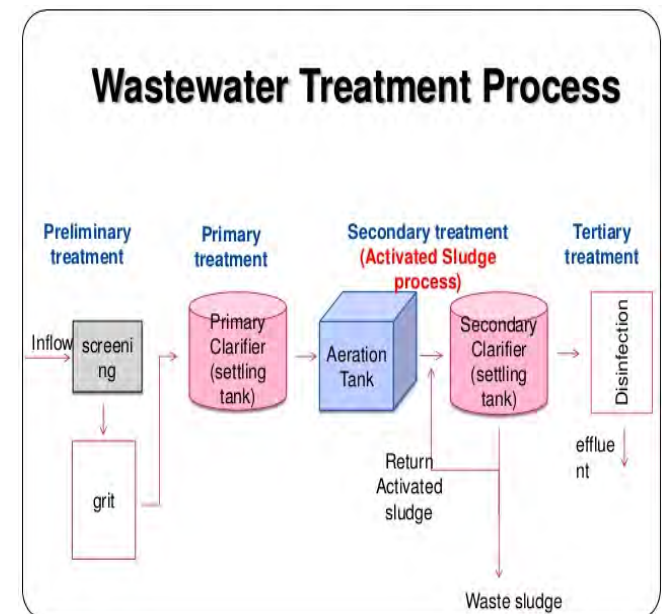 Wastewater Treatment Process
Preliminary
treatment
Primary
treatment
Secondary treatment
(Activated Sludge
process)
Tertiary
treatment
Inflow
screeni
ng
grit
Primary
Clarifier
(settling
tank)
Aeration
Tank
Secondary
Clarifier
(settling
tank)
Disinfection
Return
Activated
sludge
efflue
nt
Waste sludge